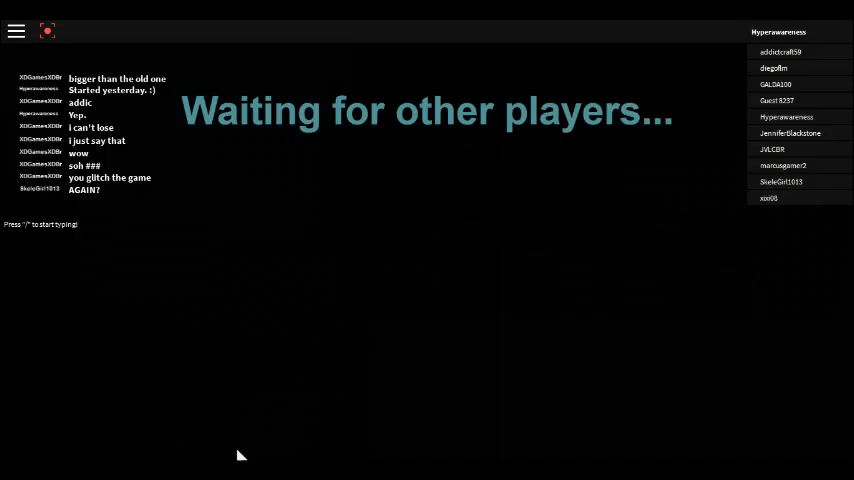 Hyperawareness
XDGamesXDBr bigger than the old one
Hyperawareness Started yesterday. :)
XDGamesXDBr addic
Hyperawareness Yep.
XDGamesXDBr i can't lose
XDGamesXDBr i just say that
XDGamesXDBr wow
XDGamesXDBr soh ###
XDGamesXDBr you glitch the game
SkeleGirl1013 AGAIN?
Press "/" to start typing!
Waiting for other players...
addictcraft59
diegoflm
GALDA100
Guest 8237
Hyperawareness
JenniferBlackstone
JVLCBR
marcusgamer2
SkeleGirl1013
xixi08